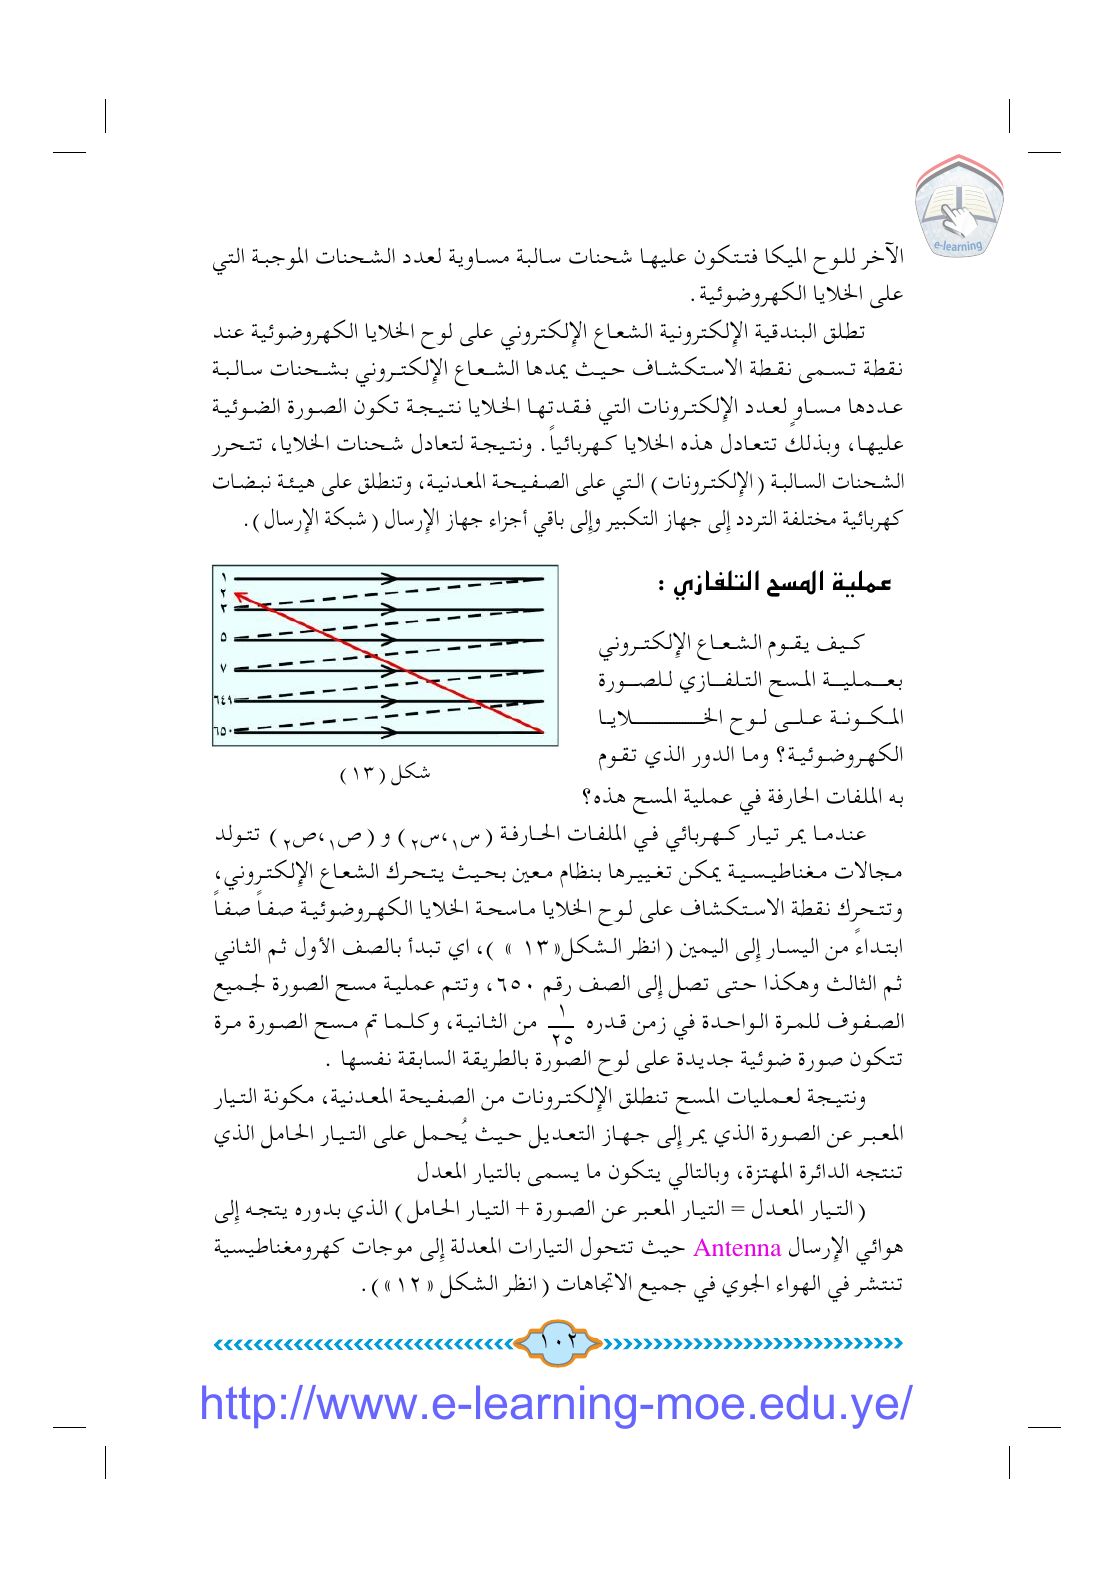 e-learning
الآخر للوح الميكا فتتكون عليها شحنات سالبة مساوية لعدد الشحنات الموجبة التي
على الخلايا الكهروضوئية .
تطلق البندقية الإلكترونية الشعاع الإلكتروني على لوح الخلايا الكهروضوئية عند
نقطة تسمى نقطة الاستكشاف حيث يمدها الشعاع الإلكتروني بشحنات سالبة
عددها مساوٍ لعدد الإلكترونات التي فقدتها الخلايا نتيجة تكون الصورة الضوئية
عليها، وبذلك تتعادل هذه الخلايا كهربائياً. ونتيجة لتعادل شحنات الخلايا، تتحرر
الشحنات السالبة (الإلكترونات) التي على الصفيحة المعدنية، وتنطلق على هيئة نبضات
كهربائية مختلفة التردد إلى جهاز التكبير وإلى باقي أجزاء جهاز الإرسال (شبكة الإرسال).
عملية المسح التلفازي :
كيف يقوم الشعاع الإلكتروني
بعملية المسح التلفازي للصورة
المكونة على لوح الخلايا
الكهروضوئية؟ وما الدور الذي تقوم
به الملفات الحارفة في عملية المسح هذه؟
١
٢
٣
٥
٧
٦٤٩
٦٥٠
شكل (١٣)
عندما يمر تيار كهربائي في الملفات الحارفة (س١،س٢) و (ص١،ص٢) تتولد
مجالات مغناطيسية يمكن تغييرها بنظام معين بحيث يتحرك الشعاع الإلكتروني،
وتتحرك نقطة الاستكشاف على لوح الخلايا ماسحة الخلايا الكهروضوئية صفاً صفاً
ابتداءً من اليسار إلى اليمين (انظر الشكل«١٣ » )، اي تبدأ بالصف الأول ثم الثاني
ثم الثالث وهكذا حتى تصل إلى الصف رقم ٦٥٠، وتتم عملية مسح الصورة لجميع
الصفوف للمرة الواحدة في زمن قدره ١/٢٥ من الثانية، وكلما تم مسح الصورة مرة
تتكون صورة ضوئية جديدة على لوح الصورة بالطريقة السابقة نفسها .
ونتيجة لعمليات المسح تنطلق الإلكترونات من الصفيحة المعدنية، مكونة التيار
المعبر عن الصورة الذي يمر إلى جهاز التعديل حيث يُحمل على التيار الحامل الذي
تنتجه الدائرة المهتزة، وبالتالي يتكون ما يسمى بالتيار المعدل
(التيار المعدل = التيار المعبر عن الصورة + التيار الحامل) الذي بدوره يتجه إلى
هوائي الإرسال Antenna حيث تتحول التيارات المعدلة إلى موجات كهرومغناطيسية
تنتشر في الهواء الجوي في جميع الاتجاهات (انظر الشكل «١٢»).
١٠٢
http://www.e-learning-moe.edu.ye/